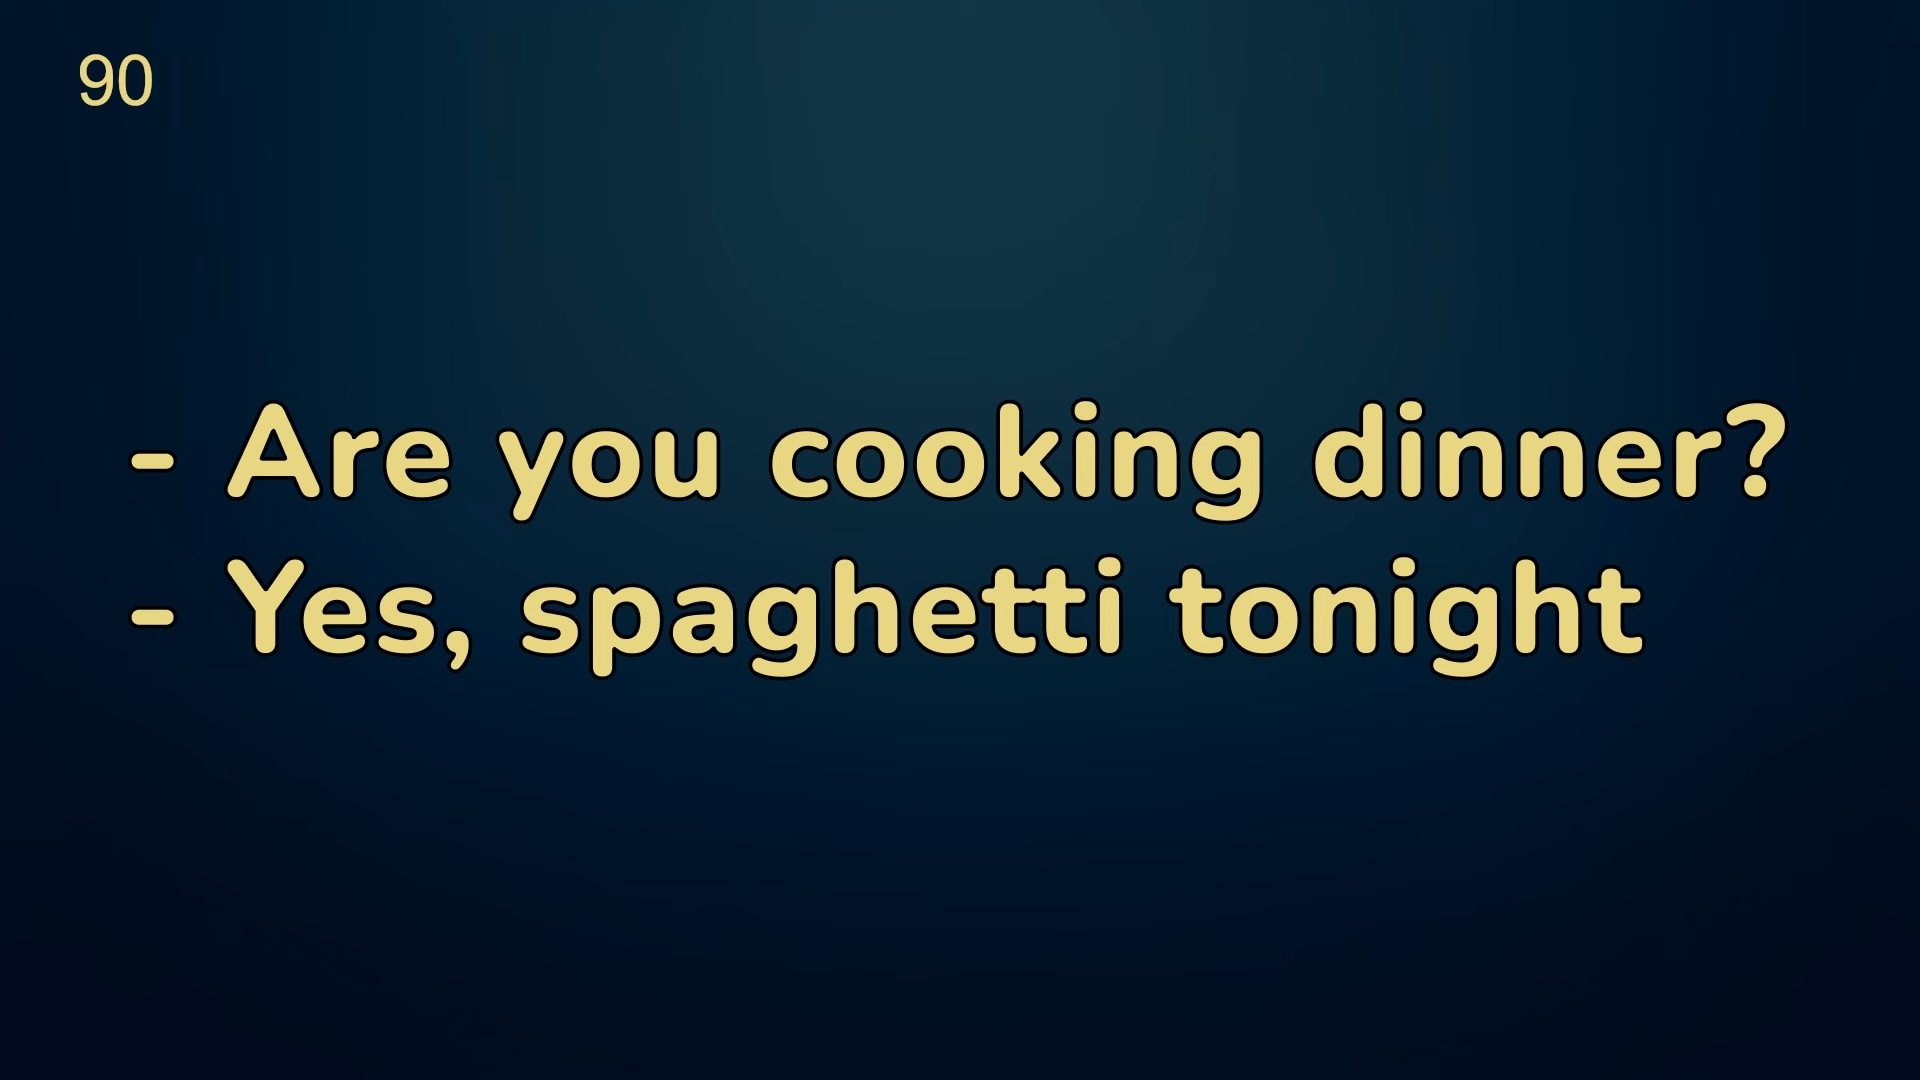 90
- Are you cooking dinner?
- Yes, spaghetti tonight